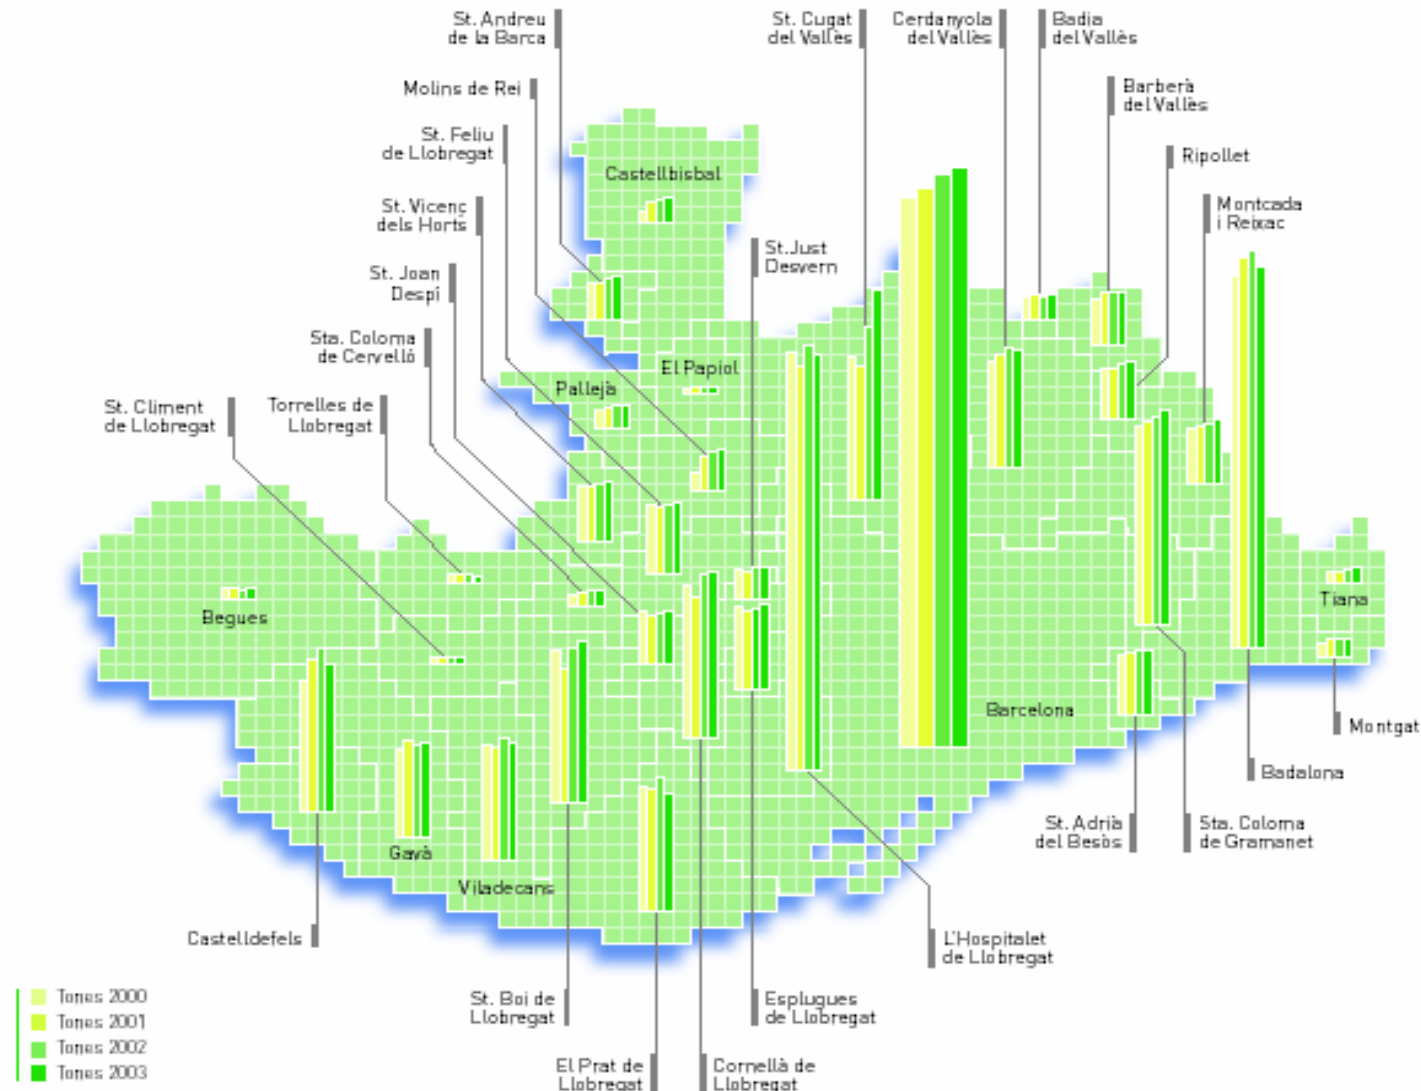 St. Andreu
de la Barca
St. Cugat
del Vallès
Cerdanyola
del Vallès
Badia
del Vallès
Molins de Rei
Barberà
del Vallès
St. Feliu
de Llobregat
Ripollet
Castellbisbal
St. Vicenç
dels Horts
Montcada
i Reixac
St. Just
Desvern
St. Joan
Despí
Sta. Coloma
de Cervelló
El Papiol
Pallejà
St. Climent
de Llobregat
Torrelles de
Llobregat
Begues
Tiana
Barcelona
Montgat
Badalona
St. Adrià
del Besòs
Sta. Coloma
de Gramanet
Gavà
Viladecans
Castelldefels
L'Hospitalet
de Llobregat
St. Boi de
Llobregat
Esplugues
de Llobregat
El Prat de
Llobregat
Cornellà de
Llobregat
Tones 2000
Tones 2001
Tones 2002
Tones 2003